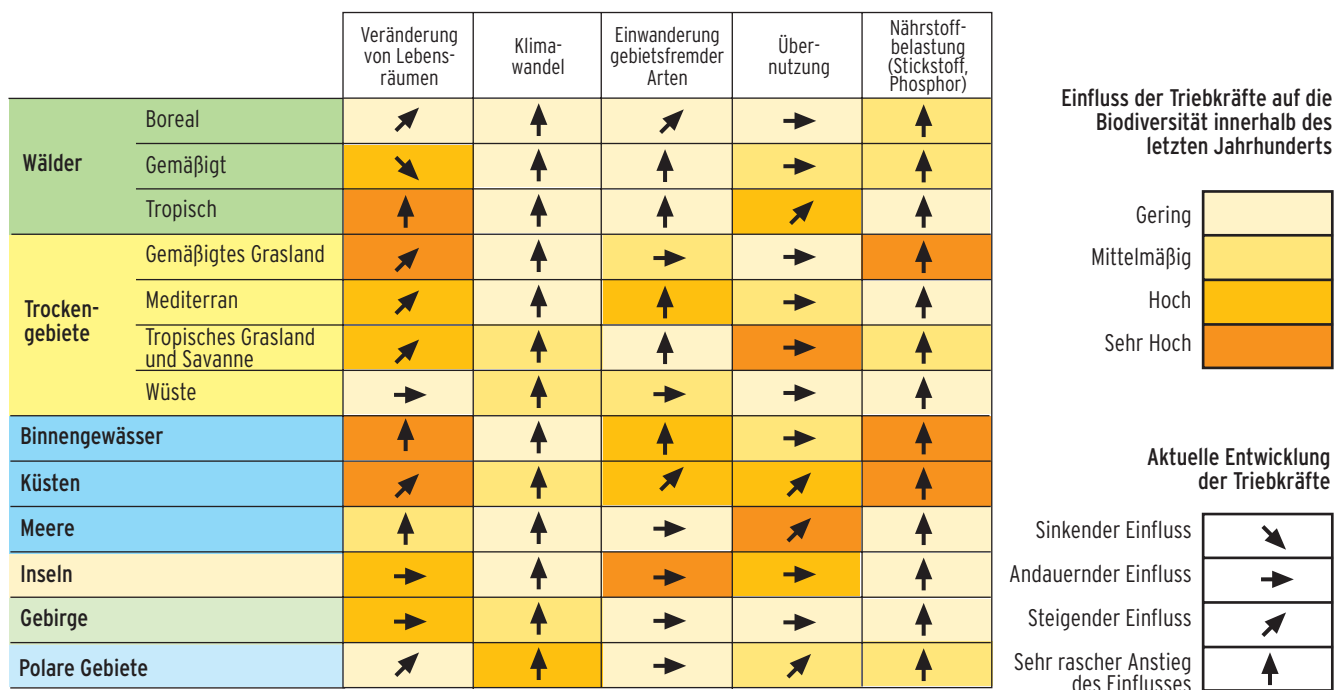 Veränderung
von Lebens-
räumen
Klima-
wandel
Einwanderung
gebietsfremder
Arten
Über-
nutzung
Nährstoff-
belastung
(Stickstoff,
Phosphor)
Wälder
Boreal
Gemäßigt
Tropisch
Trocken-
gebiete
Gemäßigtes Grasland
Mediterran
Tropisches Grasland
und Savanne
Wüste
Binnengewässer
Küsten
Meere
Inseln
Gebirge
Polare Gebiete
Einfluss der Triebkräfte auf die
Biodiversität innerhalb des
letzten Jahrhunderts
Gering
Mittelmäßig
Hoch
Sehr Hoch
Aktuelle Entwicklung
der Triebkräfte
Sinkender Einfluss
Andauernder Einfluss
Steigender Einfluss
Sehr rascher Anstieg
des Einflusses